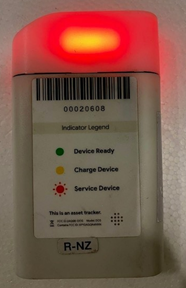 00020608
Indicator Legend
Device Ready
Charge Device
Service Device
This is an asset tracker.
R-NZ